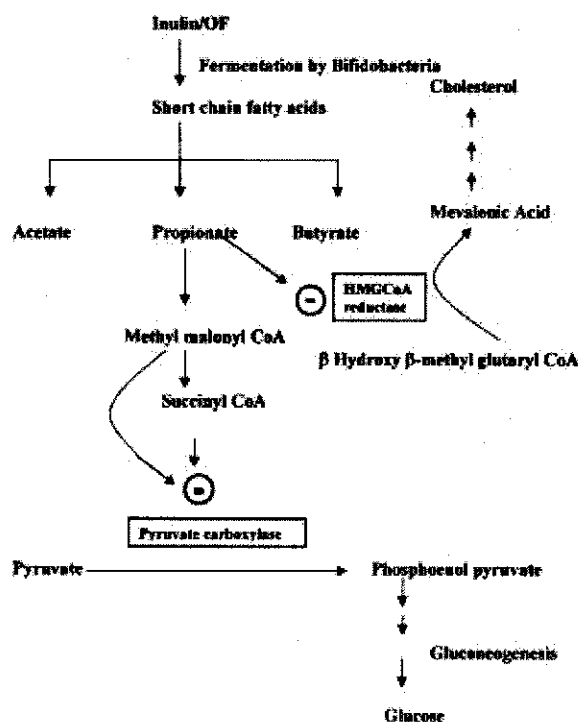 Inulin/OF
Fermentation by Bifidobacteria
Cholesterol
Short chain fatty acids
Mevalonic Acid
Acetate
Propionate
Butyrate
HMGCoA
reductase
Methyl malonyl CoA
β Hydroxy β-methyl glutaryl CoA
Succinyl CoA
Pyruvate carboxylase
Pyruvate
Phosphoenol pyruvate
Gluconeogenesis
Glucose